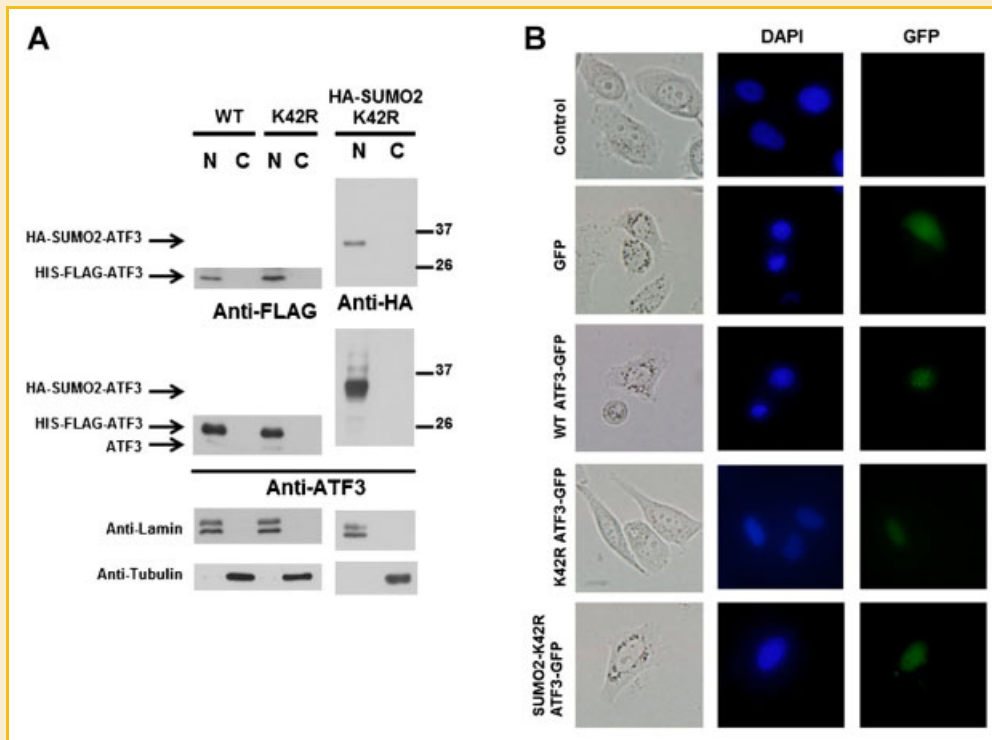 A
WT K42R HA-SUMO2
K42R
N C N C N C
HA-SUMO2-ATF3
HIS-FLAG-ATF3
37
26
Anti-FLAG Anti-HA
HA-SUMO2-ATF3
HIS-FLAG-ATF3
ATF3
37
26
Anti-ATF3
Anti-Lamin
Anti-Tubulin
B
DAPI GFP
Control
GFP
WT ATF3-GFP
K42R ATF3-GFP
SUMO2-K42R
ATF3-GFP